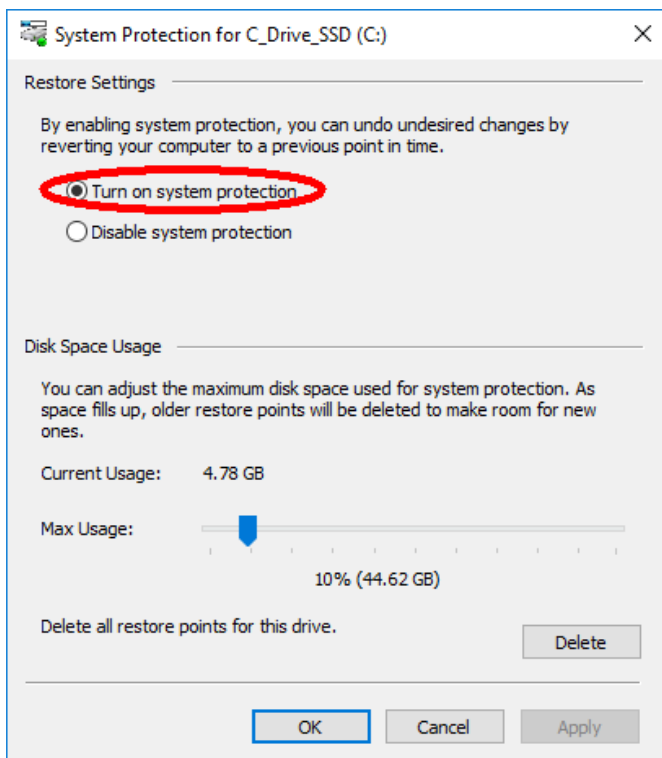 System Protection for C_Drive_SSD (C:)
Restore Settings
By enabling system protection, you can undo undesired changes by
reverting your computer to a previous point in time.
Turn on system protection
Disable system protection
Disk Space Usage
You can adjust the maximum disk space used for system protection. As
space fills up, older restore points will be deleted to make room for new
ones.
Current Usage: 4.78 GB
Max Usage:
10% (44.62 GB)
Delete all restore points for this drive.
Delete
OK Cancel Apply